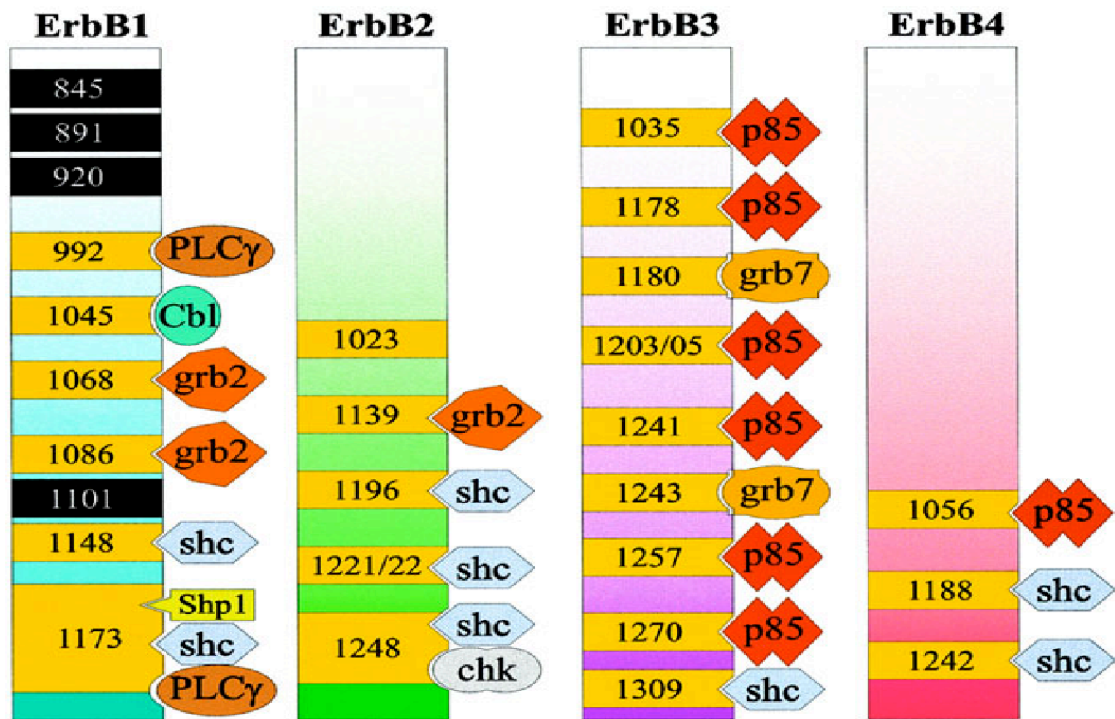 ErbB1
845
891
920
992 PLCγ
1045 Cbl
1068 grb2
1086 grb2
1101
1148 shc
Shp1
1173 shc
PLCγ
ErbB2
1023
1139 grb2
1196 shc
1221/22 shc
shc
1248
chk
ErbB3
1035 p85
1178 p85
1180 grb7
1203/05 p85
1241 p85
1243 grb7
1257 p85
1270 p85
1309 shc
ErbB4
1056 p85
1188 shc
1242 shc